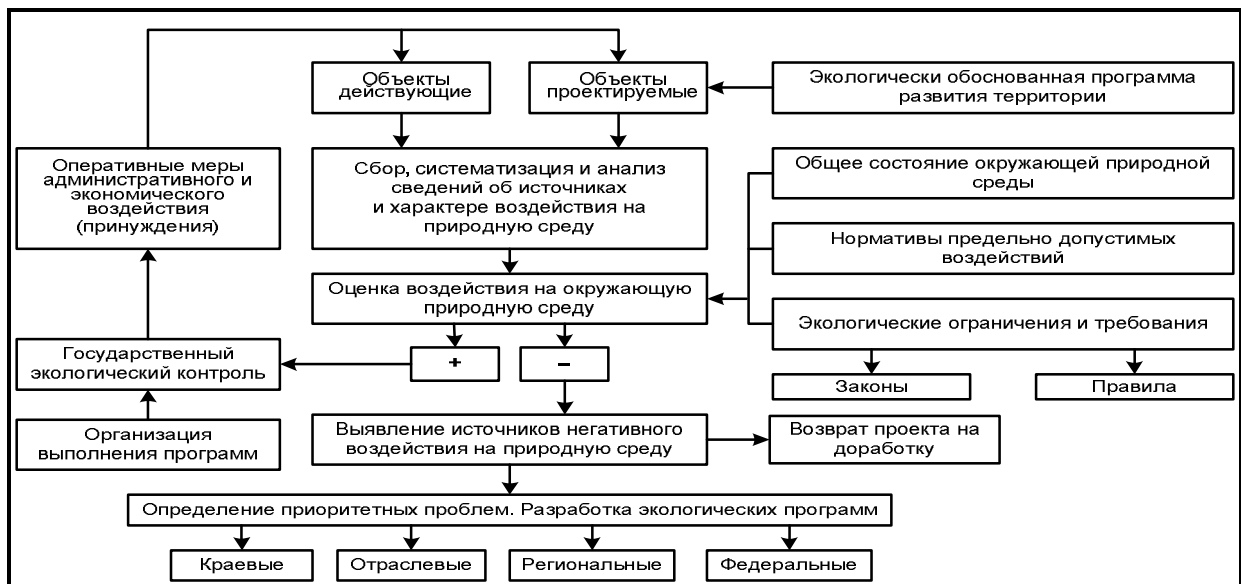 Объекты
действующие
Объекты
проектируемые
Экологически обоснованная программа
развития территории
Оперативные меры
административного и
экономического
воздействия
(принуждения)
Сбор, систематизация и анализ
сведений об источниках
и характере воздействия на
природную среду
Общее состояние окружающей природной
среды
Нормативы предельно допустимых
воздействий
Оценка воздействия на окружающую
природную среду
Экологические ограничения и требования
Государственный
экологический контроль
+
–
Законы
Правила
Организация
выполнения программ
Выявление источников негативного
воздействия на природную среду
Возврат проекта на
доработку
Определение приоритетных проблем. Разработка экологических программ
Краевые
Отраслевые
Региональные
Федеральные